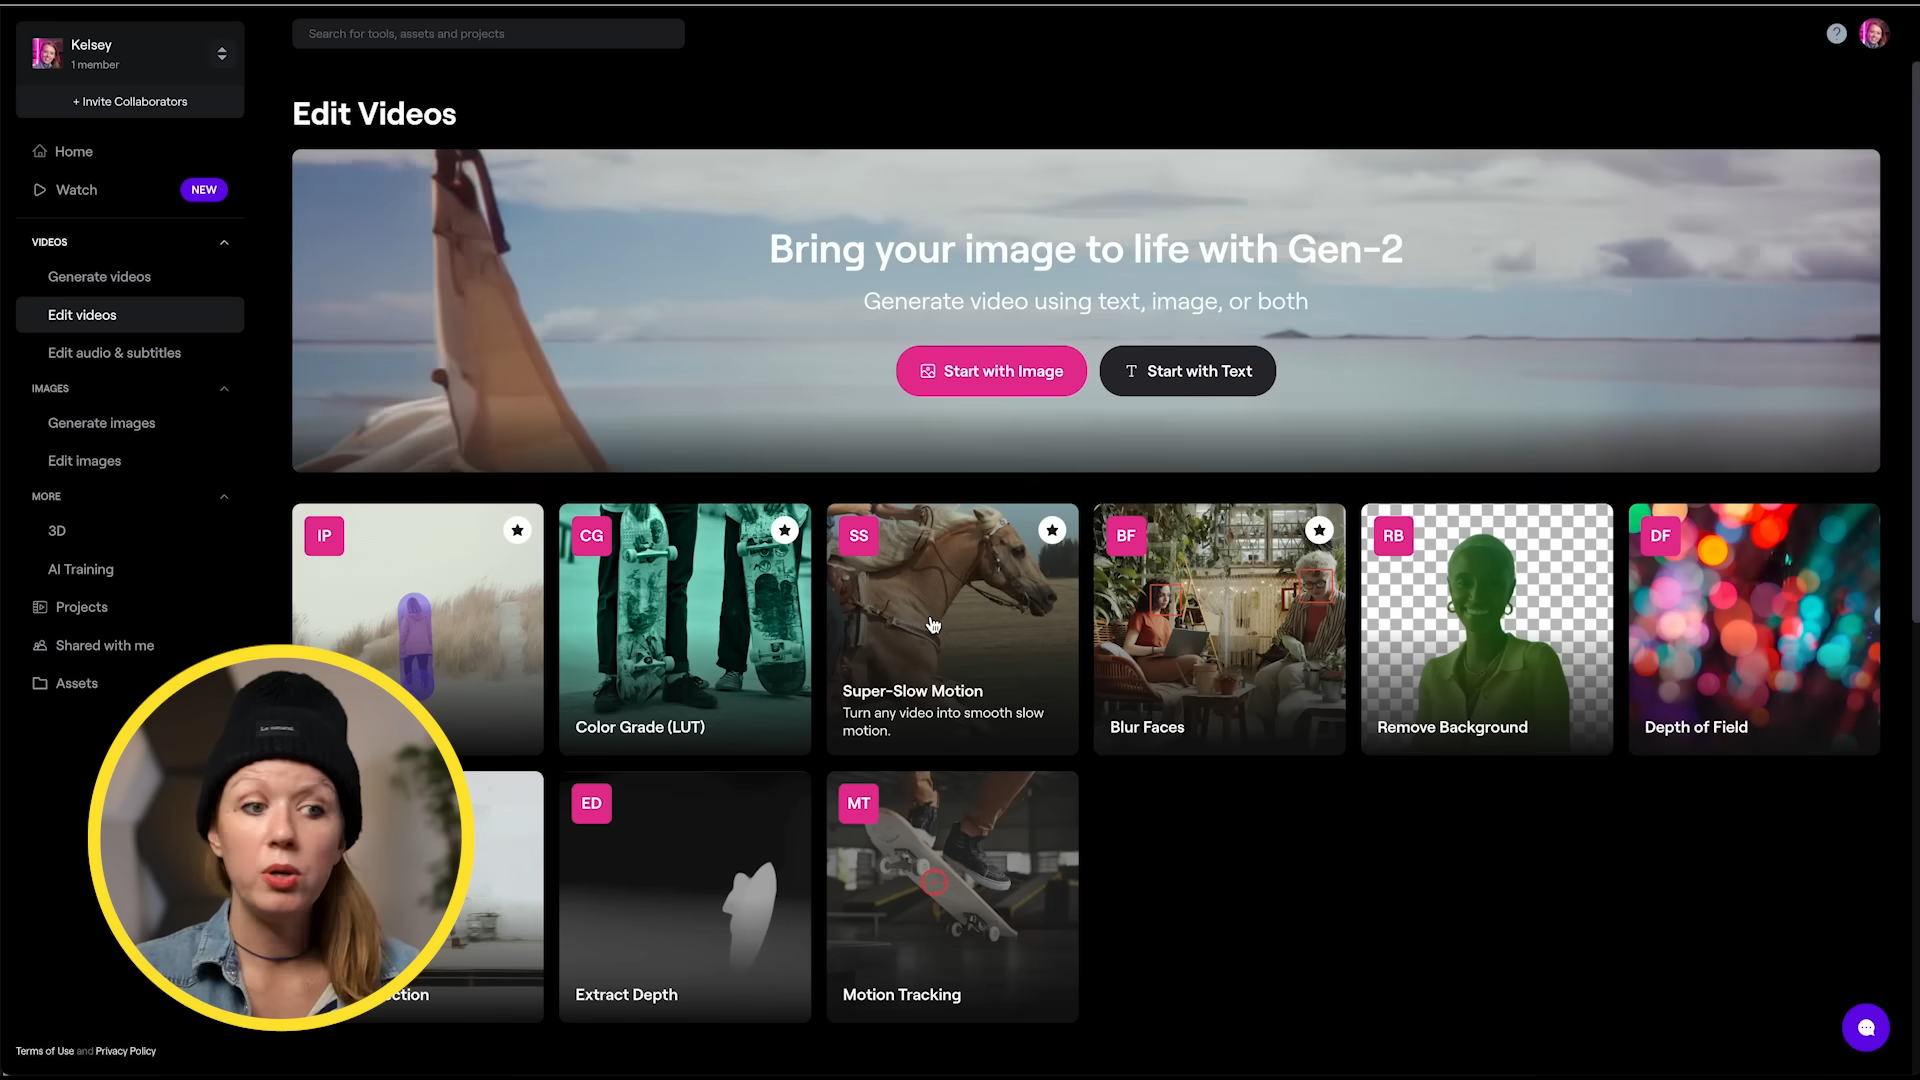 Kelsey
1 member
+ Invite Collaborators
Home
Watch
NEW
VIDEOS
Generate videos
Edit videos
Edit audio & subtitles
IMAGES
Generate images
Edit images
MORE
3D
AI Training
Projects
Shared with me
Assets
Terms of Use and Privacy Policy
Search for tools, assets and projects
?
Edit Videos
Bring your image to life with Gen-2
Generate video using text, image, or both
Start with Image
T Start with Text
IP
CG
Color Grade (LUT)
SS
Super-Slow Motion
Turn any video into smooth slow
motion.
BF
Blur Faces
RB
Remove Background
DF
Depth of Field
ction
ED
Extract Depth
MT
Motion Tracking